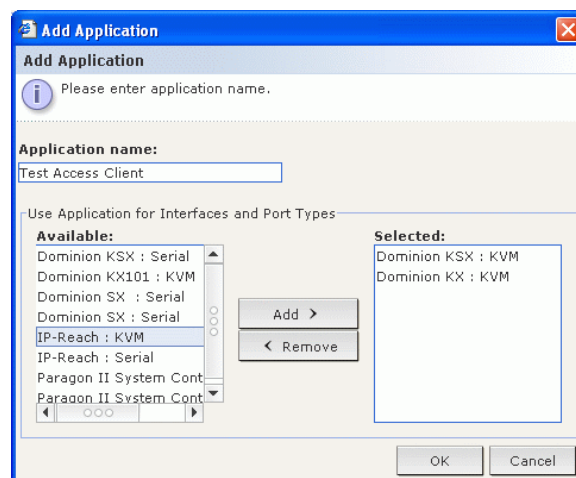 Add Application
Add Application
Please enter application name.
Application name:
Test Access Client
Use Application for Interfaces and Port Types
Available:
Dominion KSX : Serial
Dominion KX101 : KVM
Dominion SX  : Serial
Dominion SX : Serial
IP-Reach : KVM
IP-Reach : Serial
Paragon II System Cont
Paragon II System Cont
Add >
< Remove
Selected:
Dominion KSX : KVM
Dominion KX : KVM
OK
Cancel